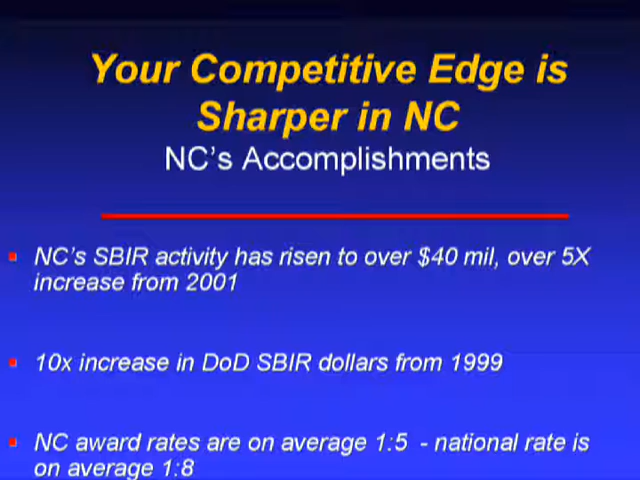 Your Competitive Edge is
Sharper in NC
NC's Accomplishments
NC's SBIR activity has risen to over $40 mil, over 5X
increase from 2001
10x increase in DoD SBIR dollars from 1999
NC award rates are on average 1:5 - national rate is
on average 1:8